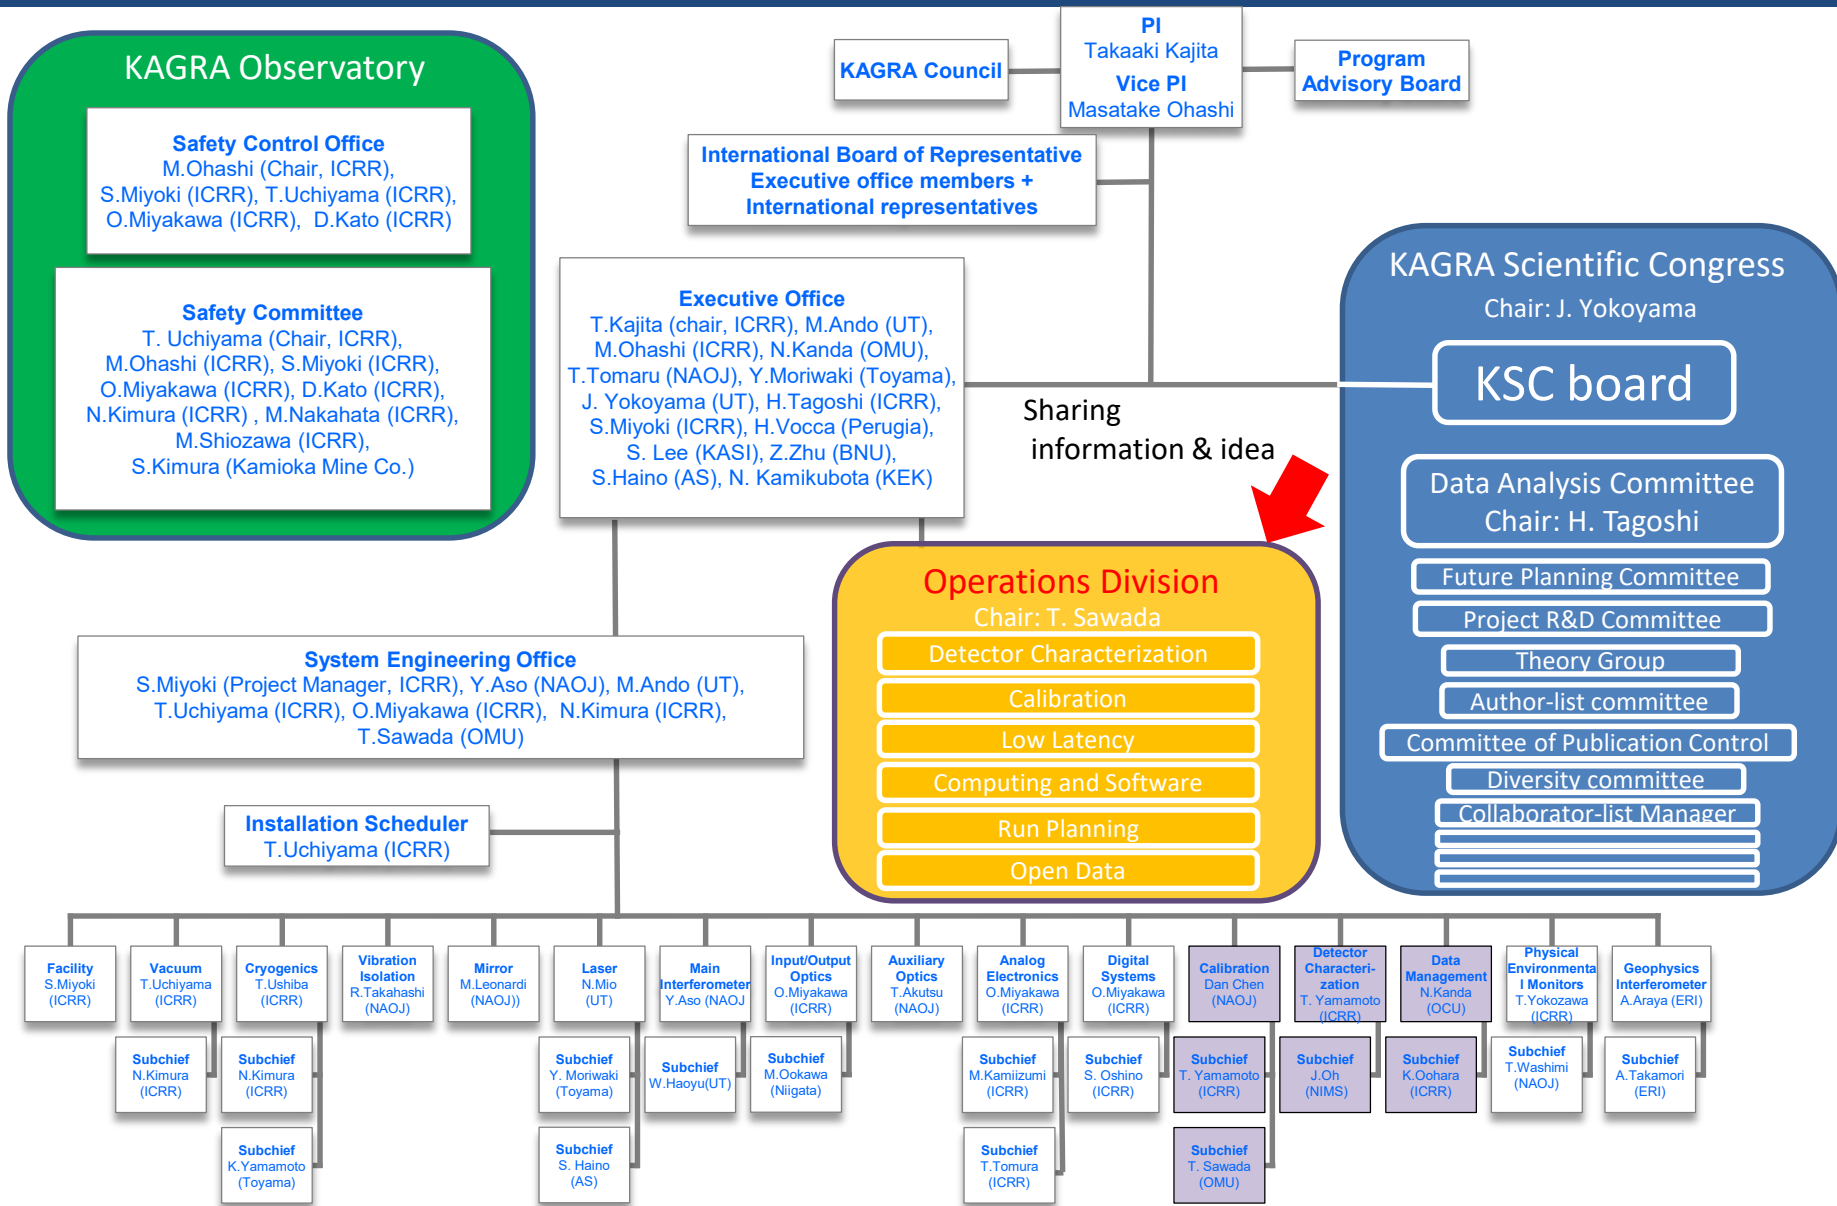 KAGRA Observatory
Safety Control Office
M.Ohashi (Chair, ICRR),
S.Miyoki (ICRR), T.Uchiyama (ICRR),
O.Miyakawa (ICRR), D.Kato (ICRR)
Safety Committee
T. Uchiyama (Chair, ICRR),
M.Ohashi (ICRR), S.Miyoki (ICRR),
O.Miyakawa (ICRR), D.Kato (ICRR),
N.Kimura (ICRR) , M.Nakahata (ICRR),
M.Shiozawa (ICRR),
S.Kimura (Kamioka Mine Co.)
KAGRA Council
PI
Takaaki Kajita
Vice PI
Masatake Ohashi
Program
Advisory Board
International Board of Representative
Executive office members +
International representatives
Executive Office
T.Kajita (chair, ICRR), M.Ando (UT),
M.Ohashi (ICRR), N.Kanda (OMU),
T.Tomaru (NAOJ), Y.Moriwaki (Toyama),
J. Yokoyama (UT), H.Tagoshi (ICRR),
S.Miyoki (ICRR), H.Vocca (Perugia),
S. Lee (KASI), Z.Zhu (BNU),
S.Haino (AS), N. Kamikubota (KEK)
Sharing
information & idea
KAGRA Scientific Congress
Chair: J. Yokoyama
KSC board
Data Analysis Committee
Chair: H. Tagoshi
Future Planning Committee
Project R&D Committee
Theory Group
Author-list committee
Committee of Publication Control
Diversity committee
Collaborator-list Manager
Operations Division
Chair: T. Sawada
Detector Characterization
Calibration
Low Latency
Computing and Software
Run Planning
Open Data
System Engineering Office
S.Miyoki (Project Manager, ICRR), Y.Aso (NAOJ), M.Ando (UT),
T.Uchiyama (ICRR), O.Miyakawa (ICRR), N.Kimura (ICRR),
T.Sawada (OMU)
Installation Scheduler
T.Uchiyama (ICRR)
Facility
S.Miyoki
(ICRR)
Vacuum
T.Uchiyama
(ICRR)
Subchief
N.Kimura
(ICRR)
Cryogenics
T.Ushiba
(ICRR)
Subchief
N.Kimura
(ICRR)
Subchief
K.Yamamoto
(Toyama)
Vibration
Isolation
R.Takahashi
(NAOJ)
Mirror
M.Leonardi
(NAOJ))
Laser
N.Mio
(UT)
Subchief
Y. Moriwaki
(Toyama)
Subchief
S. Haino
(AS)
Main
Interferometer
Y.Aso (NAOJ
Subchief
W.Haoyu(UT)
Input/Output
Optics
O.Miyakawa
(ICRR)
Subchief
M.Ookawa
(Niigata)
Auxiliary
Optics
T.Akutsu
(NAOJ)
Analog
Electronics
O.Miyakawa
(ICRR)
Subchief
M.Kamiizumi
(ICRR)
Subchief
T.Tomura
(ICRR)
Digital
Systems
O.Miyakawa
(ICRR)
Subchief
S. Oshino
(ICRR)
Calibration
Dan Chen
(NAOJ)
Subchief
T. Yamamoto
(ICRR)
Subchief
T. Sawada
(OMU)
Detector
Characteri-
zation
T. Yamamoto
(ICRR)
Subchief
J.Oh
(NIMS)
Data
Management
N.Kanda
(OCU)
Subchief
K.Oohara
(ICRR)
Physical
Environmenta
l Monitors
T.Yokozawa
(ICRR)
Subchief
T.Washimi
(NAOJ)
Geophysics
Interferometer
A.Araya (ERI)
Subchief
A.Takamori
(ERI)